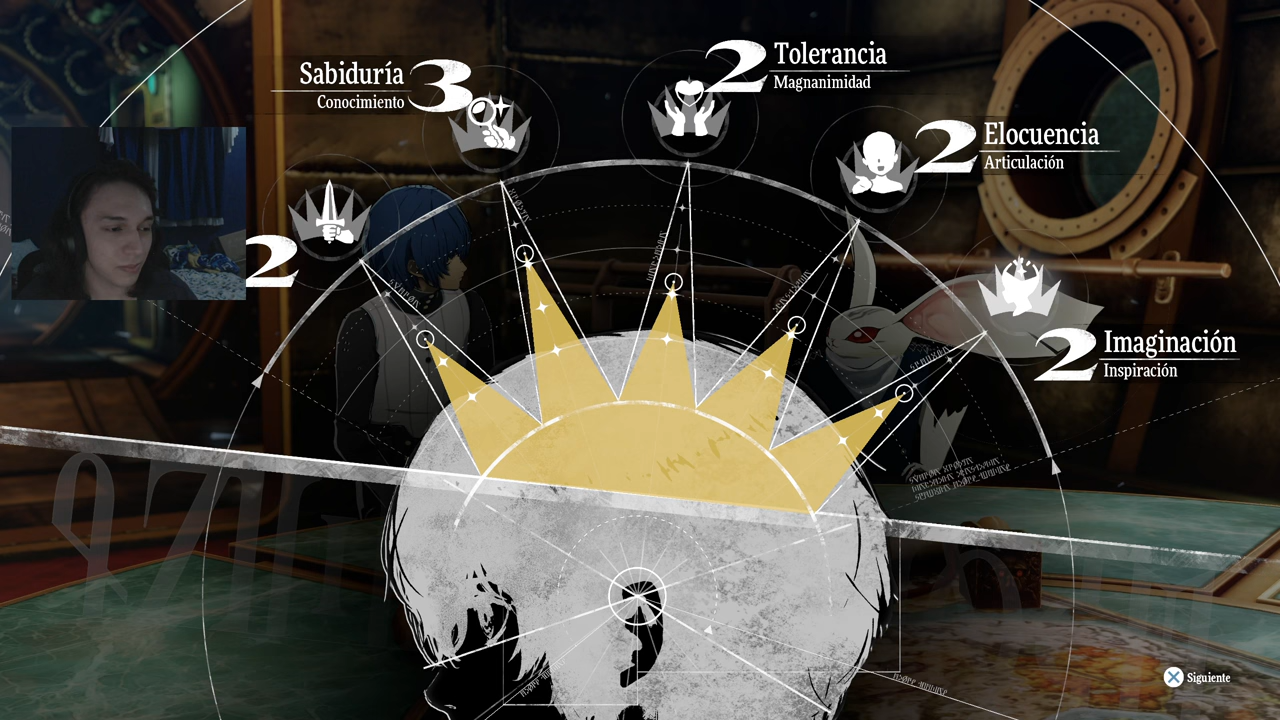 Sabiduría
3
Conocimiento
2
Tolerancia
Magnanimidad
2
Elocuencia
Articulación
2
2
Imaginación
Inspiración
Siguiente